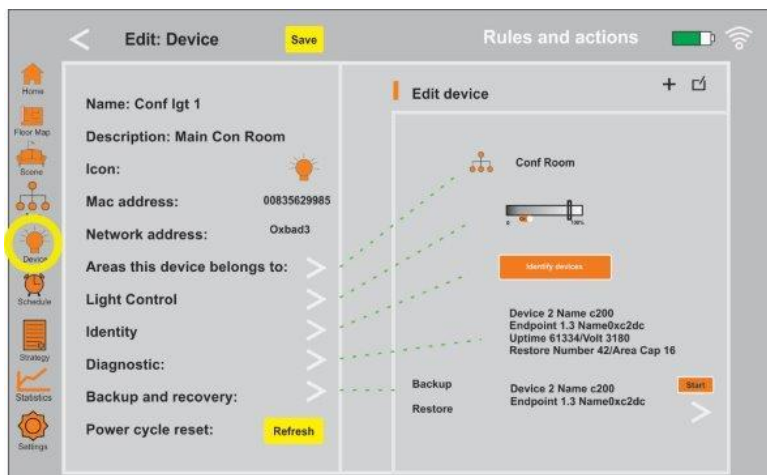 Edit: Device
Save
Rules and actions
Home
Floor Map
Scene
Device
Schedule
Strategy
Statistics
Settings
Name: Conf lgt 1
Description: Main Con Room
Icon:
Mac address: 00835629985
Network address: Oxbad3
Areas this device belongs to:
Light Control
Identity
Diagnostic:
Backup and recovery:
Power cycle reset: Refresh
Edit device
Conf Room
0
100%
Identify devices
Device 2 Name c200
Endpoint 1.3 Name0xc2dc
Uptime 61334/Volt 3180
Restore Number 42/Area Cap 16
Backup
Restore
Device 2 Name c200
Endpoint 1.3 Name0xc2dc
Start